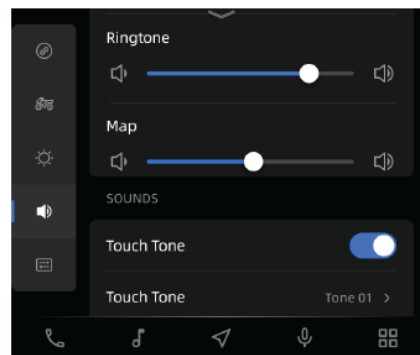 Ringtone
Map
SOUNDS
Touch Tone
Touch Tone Tone 01 >